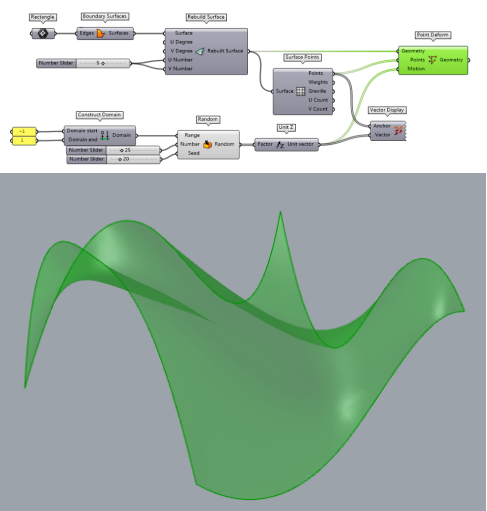 Rectangle
Boundary Surfaces
Rebuild Surface
Edges Surfaces
Surface
U Degree
V Degree Rebuilt Surface
U Number
V Number
Number Slider 5
Point Deform
Geometry
Points Geometry
Motion
Surface Points
Points
Weights
Surface Greville
U Count
V Count
Vector Display
Anchor
Vector
Construct Domain
-1
1
Domain start
Domain end Domain
Number Slider 25
Number Slider 20
Random
Range
Number Random
Seed
Unit Z
Factor Unit vector